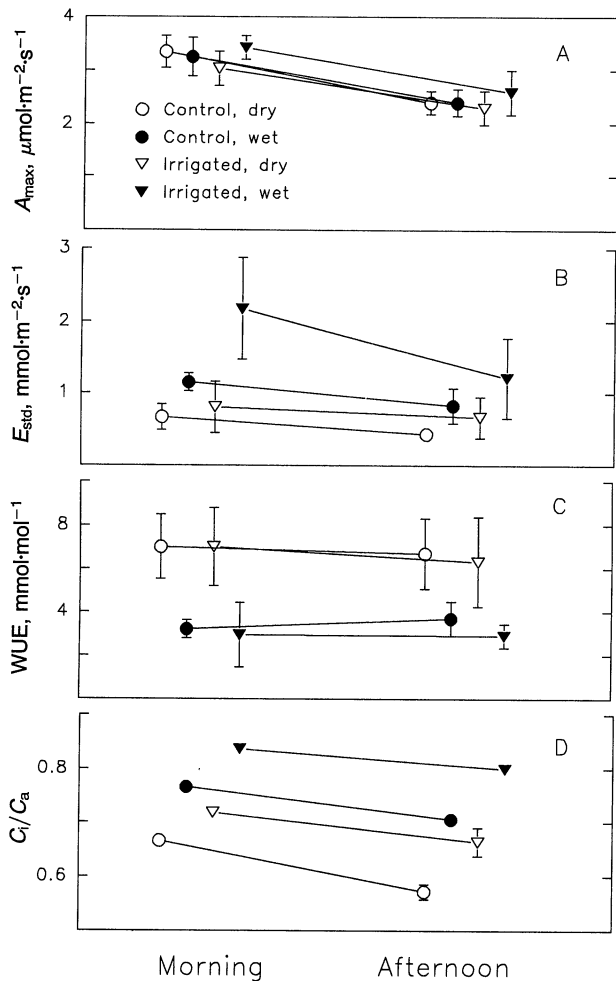 A
4
2
A_max, μmol·m⁻²·s⁻¹
Control, dry
Control, wet
Irrigated, dry
Irrigated, wet
B
3
2
1
0
E_std, mmol·m⁻²·s⁻¹
C
8
4
WUE, mmol·mol⁻¹
D
0.8
0.6
C_i/C_a
Morning Afternoon